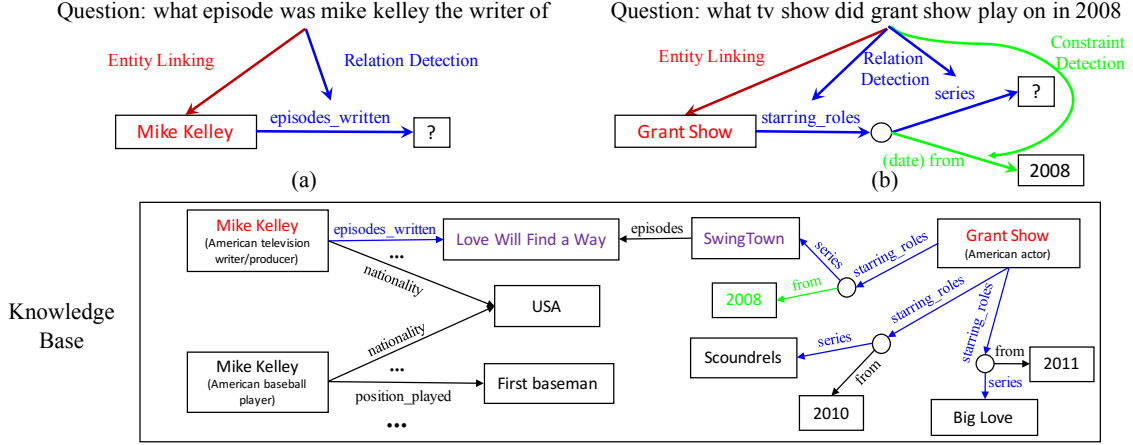 Question: what episode was mike kelley the writer of
Entity Linking
Relation Detection
Mike Kelley
episodes_written
?
(a)
Question: what tv show did grant show play on in 2008
Entity Linking
Relation
Detection
series
Constraint
Detection
Grant Show
starring_roles
?
(date) from
2008
(b)
Knowledge
Base
Mike Kelley
(American television
writer/producer)
episodes_written
...
nationality
Love Will Find a Way
episodes
SwingTown
series
starring_roles
Grant Show
(American actor)
from
2008
USA
nationality
Mike Kelley
(American baseball
player)
position_played
...
First baseman
starring_roles
series
Scoundrels
from
2010
starring_roles
from
2011
series
Big Love